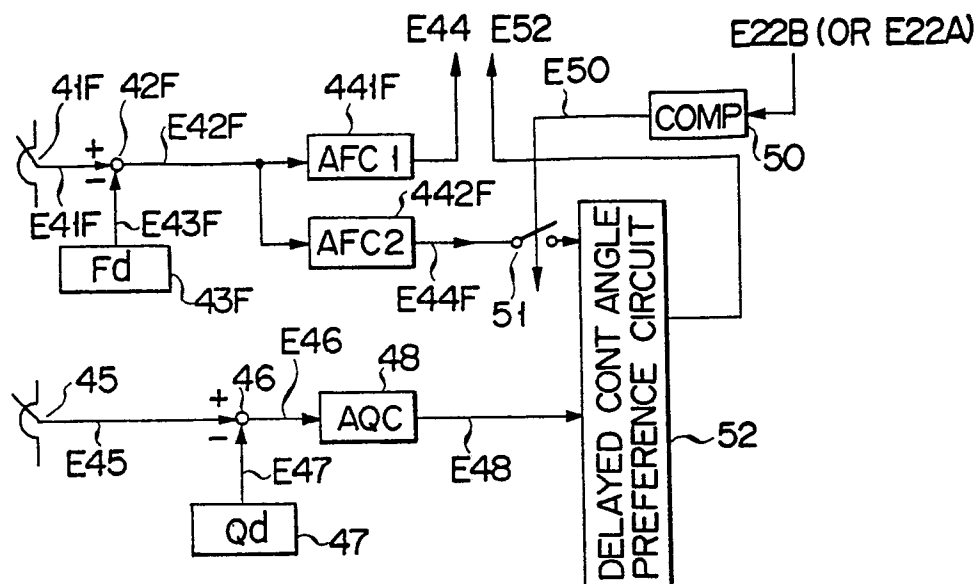 E44 E52 E22B (OR E22A)
41F 42F 441F E50
E42F COMP
+ AFC 1 50
−
E41F E43F 442F
Fd AFC2
43F E44F 51
DELAYED CONT ANGLE
PREFERENCE CIRCUIT
45 46 E46 48
+ AQC
−
E45 E47 E48 52
Qd
47